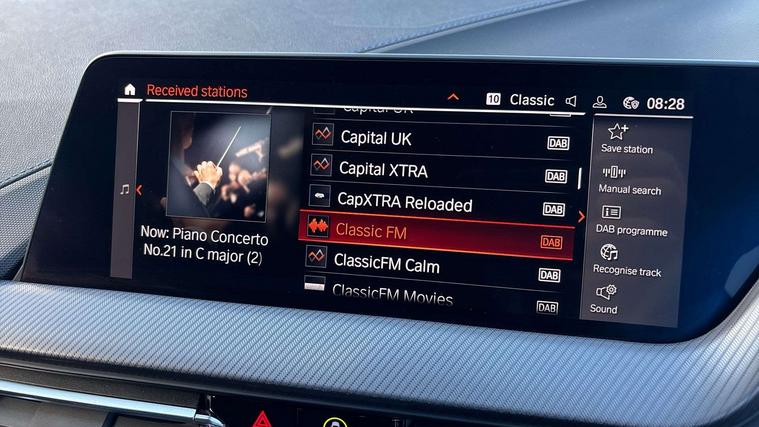 Received stations
10 Classic 08:28
Capital UK
Capital UK
DAB
Capital XTRA
DAB
CapXTRA Reloaded
DAB
Classic FM
DAB
ClassicFM Calm
DAB
ClassicFM Movies
DAB
Now: Piano Concerto
No.21 in C major (2)
Save station
Manual search
DAB programme
Recognise track
Sound